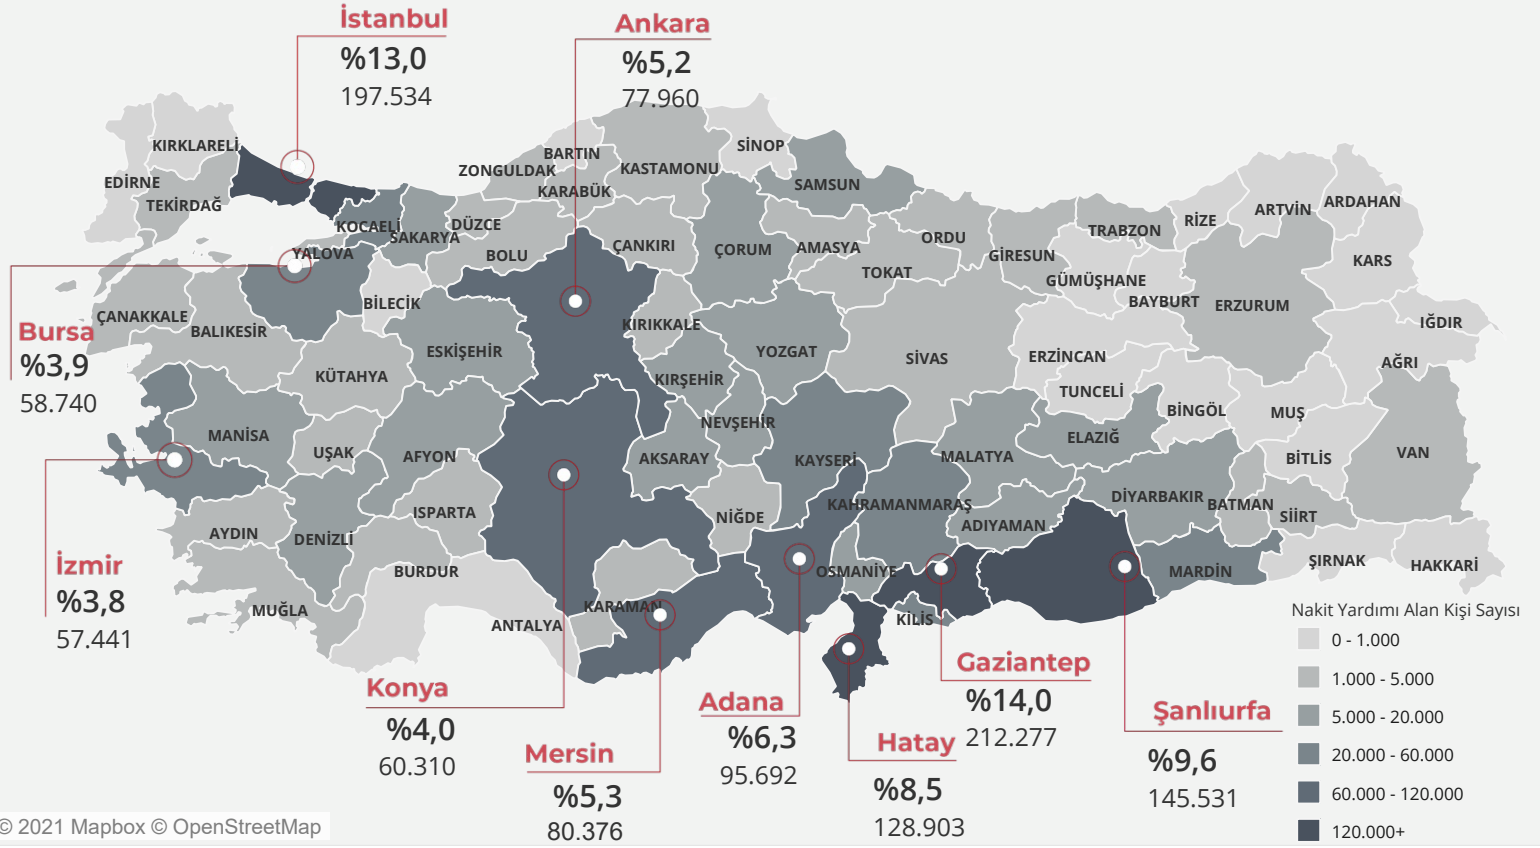 İstanbul
%13,0
197.534
Ankara
%5,2
77.960
KIRKLARELİ
EDİRNE
TEKİRDAĞ
KOCAELİ
SAKARYA
YALOVA
DÜZCE
BOLU
ZONGULDAK
BARTIN
KARABÜK
KASTAMONU
SİNOP
SAMSUN
ÇANKIRI
ÇORUM
AMASYA
TOKAT
ORDU
GİRESUN
TRABZON
RİZE
ARTVİN
ARDAHAN
KARS
GÜMÜŞHANE
BAYBURT
ERZURUM
IĞDIR
AĞRI
ÇANAKKALE
BALIKESİR
BİLECİK
ESKİŞEHİR
KÜTAHYA
KIRIKKALE
KIRŞEHİR
YOZGAT
SİVAS
ERZİNCAN
TUNCELİ
BİNGÖL
MUŞ
BİTLİS
VAN
Bursa
%3,9
58.740
MANİSA
UŞAK
AFYON
NEVŞEHİR
AKSARAY
KAYSERİ
MALATYA
ELAZIĞ
DİYARBAKIR
BATMAN
SİİRT
ŞIRNAK
HAKKARİ
MARDİN
AYDIN
DENİZLİ
ISPARTA
NİĞDE
KAHRAMANMARAŞ
ADIYAMAN
OSMANİYE
KİLİS
MUĞLA
BURDUR
ANTALYA
KARAMAN
İzmir
%3,8
57.441
Konya
%4,0
60.310
Mersin
%5,3
80.376
Adana
%6,3
95.692
Hatay
%8,5
128.903
Gaziantep
%14,0
212.277
Şanlıurfa
%9,6
145.531
Nakit Yardımı Alan Kişi Sayısı
0 - 1.000
1.000 - 5.000
5.000 - 20.000
20.000 - 60.000
60.000 - 120.000
120.000+
© 2021 Mapbox © OpenStreetMap